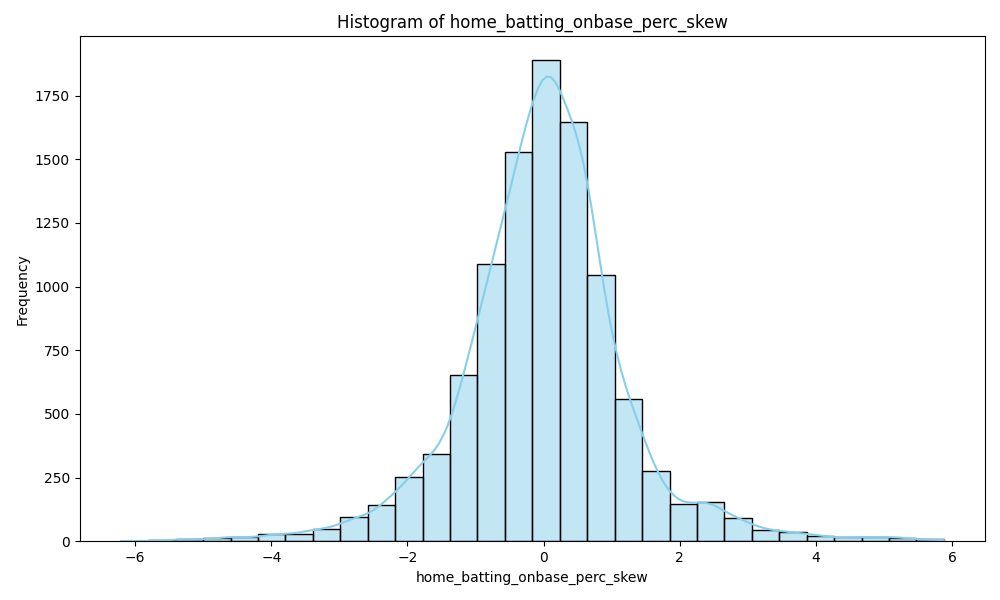 Histogram of home_batting_onbase_perc_skew
Frequency
1750
1500
1250
1000
750
500
250
0
−6 −4 −2 0 2 4 6
home_batting_onbase_perc_skew